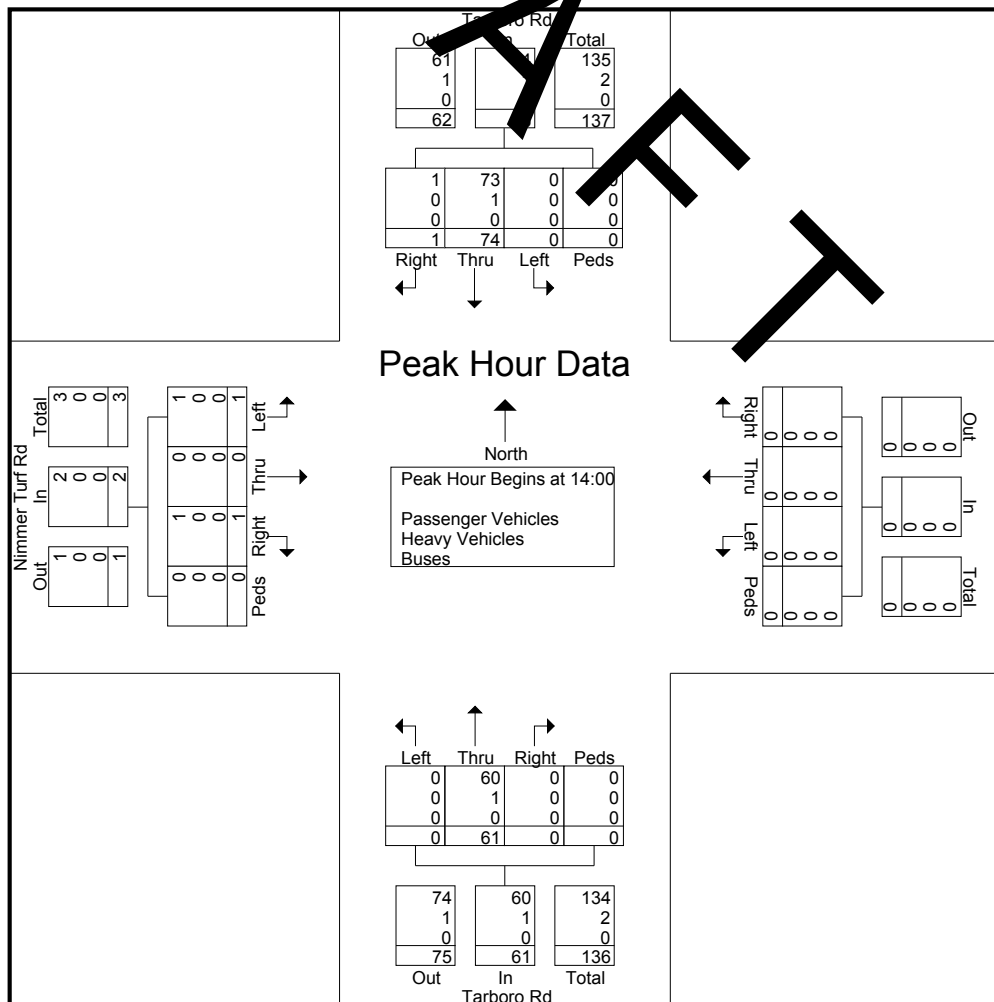 Tarboro Rd
Out In Total
61 135
1 2
0 0
62 137
1 73 0 0
0 1 0 0
0 0 0 0
1 74 0 0
Right Thru Left Peds
A E T
Peak Hour Data
North
Peak Hour Begins at 14:00
Passenger Vehicles
Heavy Vehicles
Buses
Nimmer Turf Rd
Total 3 0 0 3
In 2 0 0 2
Out 1 0 0 1
Left 1 0 0 1
Thru 0 0 0 0
Right 1 0 0 1
Peds 0 0 0 0
Right 0 0 0 0
Thru 0 0 0 0
Left 0 0 0 0
Peds 0 0 0 0
Out 0 0 0 0
In 0 0 0 0
Total 0 0 0 0
Left Thru Right Peds
0 60 0 0
0 1 0 0
0 0 0 0
0 61 0 0
74 60 134
1 1 2
0 0 0
75 61 136
Out In Total
Tarboro Rd